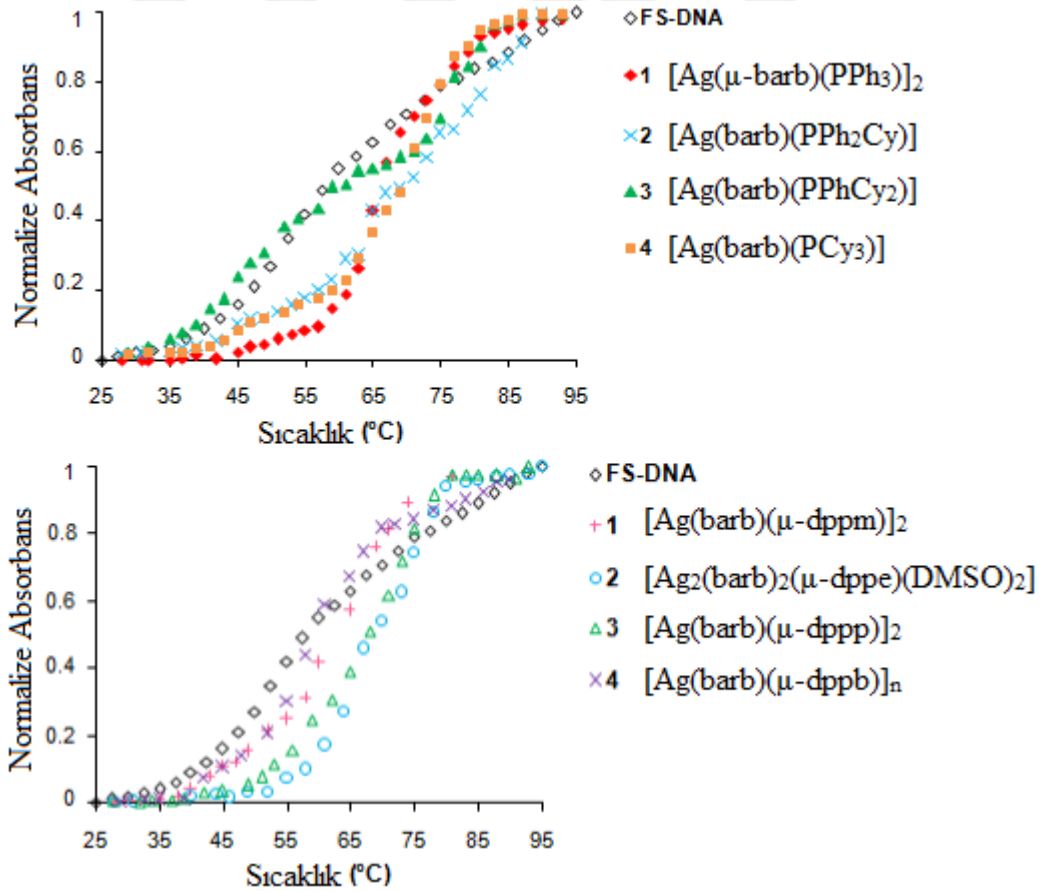 Normalize Absorbans
1
0.8
0.6
0.4
0.2
0
25 35 45 55 65 75 85 95
Sıcaklık (ºC)
FS-DNA
1 [Ag(μ-barb)(PPh3)]2
2 [Ag(barb)(PPh2Cy)]
3 [Ag(barb)(PPhCy2)]
4 [Ag(barb)(PCy3)]
Normalize Absorbans
1
0.8
0.6
0.4
0.2
0
25 35 45 55 65 75 85 95
Sıcaklık (ºC)
FS-DNA
1 [Ag(barb)(μ-dppm)]2
2 [Ag2(barb)2(μ-dppe)(DMSO)2]
3 [Ag(barb)(μ-dppp)]2
4 [Ag(barb)(μ-dppb)]n